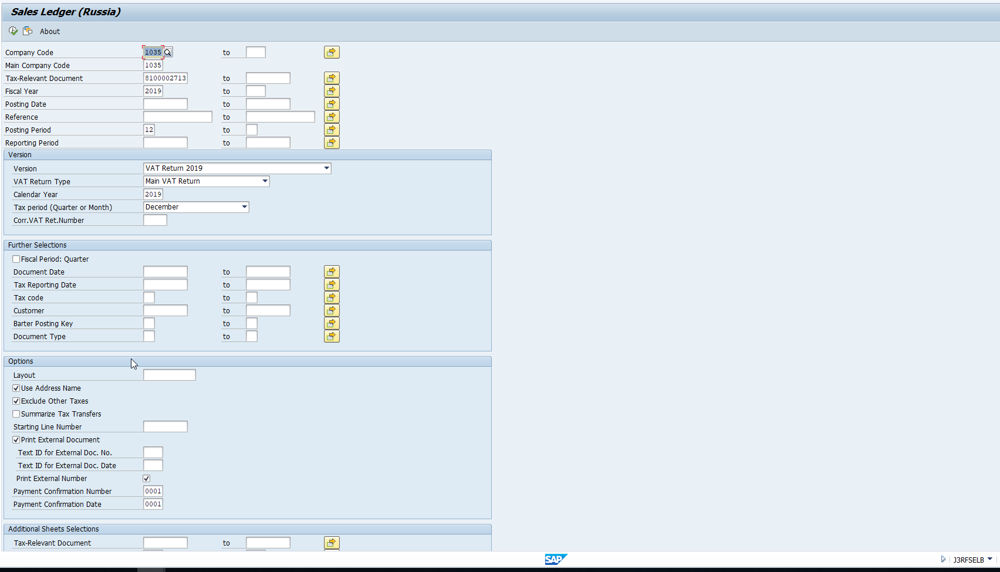 Sales Ledger (Russia)
About
Company Code 1035 to
Main Company Code 1035
Tax-Relevant Document 8100002713 to
Fiscal Year 2019 to
Posting Date to
Reference to
Posting Period 12 to
Reporting Period to
Version
Version VAT Return 2019
VAT Return Type Main VAT Return
Calendar Year 2019
Tax period (Quarter or Month) December
Corr.VAT Ret.Number
Further Selections
Fiscal Period: Quarter
Document Date to
Tax Reporting Date to
Tax code to
Customer to
Barter Posting Key to
Document Type to
Options
Layout
Use Address Name
Exclude Other Taxes
Summarize Tax Transfers
Starting Line Number
Print External Document
Text ID for External Doc. No.
Text ID for External Doc. Date
Print External Number
Payment Confirmation Number 0001
Payment Confirmation Date 0001
Additional Sheets Selections
Tax-Relevant Document to
SAP
J3RFSELB